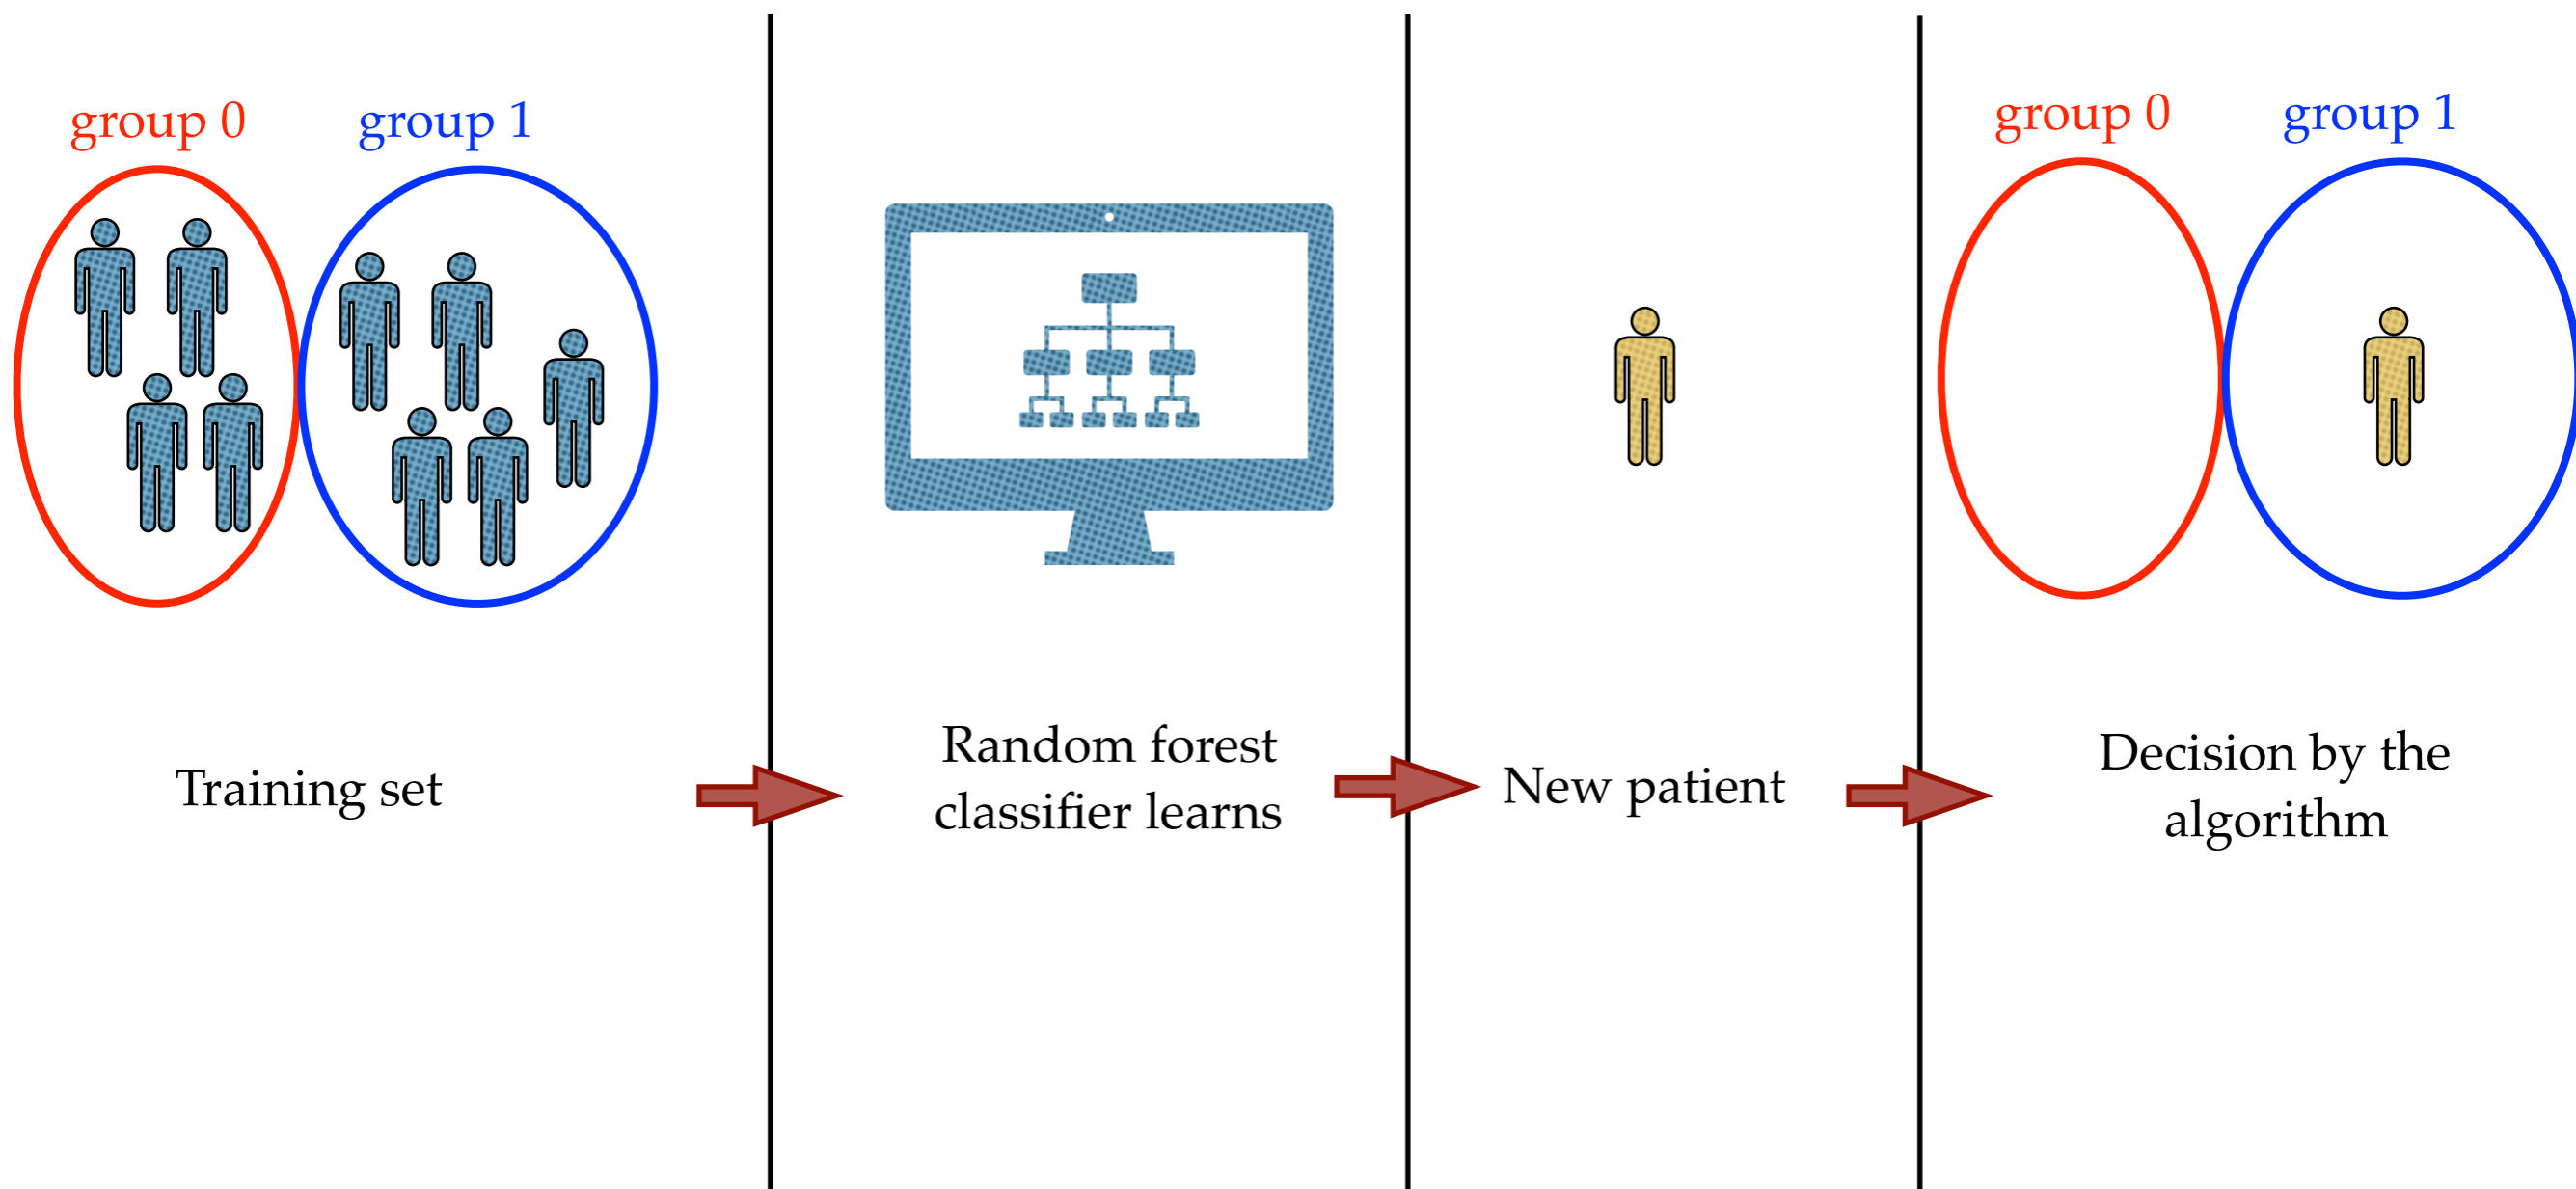 group 0
group 1
Training set
Random forest
classifier learns
New patient
group 0
group 1
Decision by the
algorithm